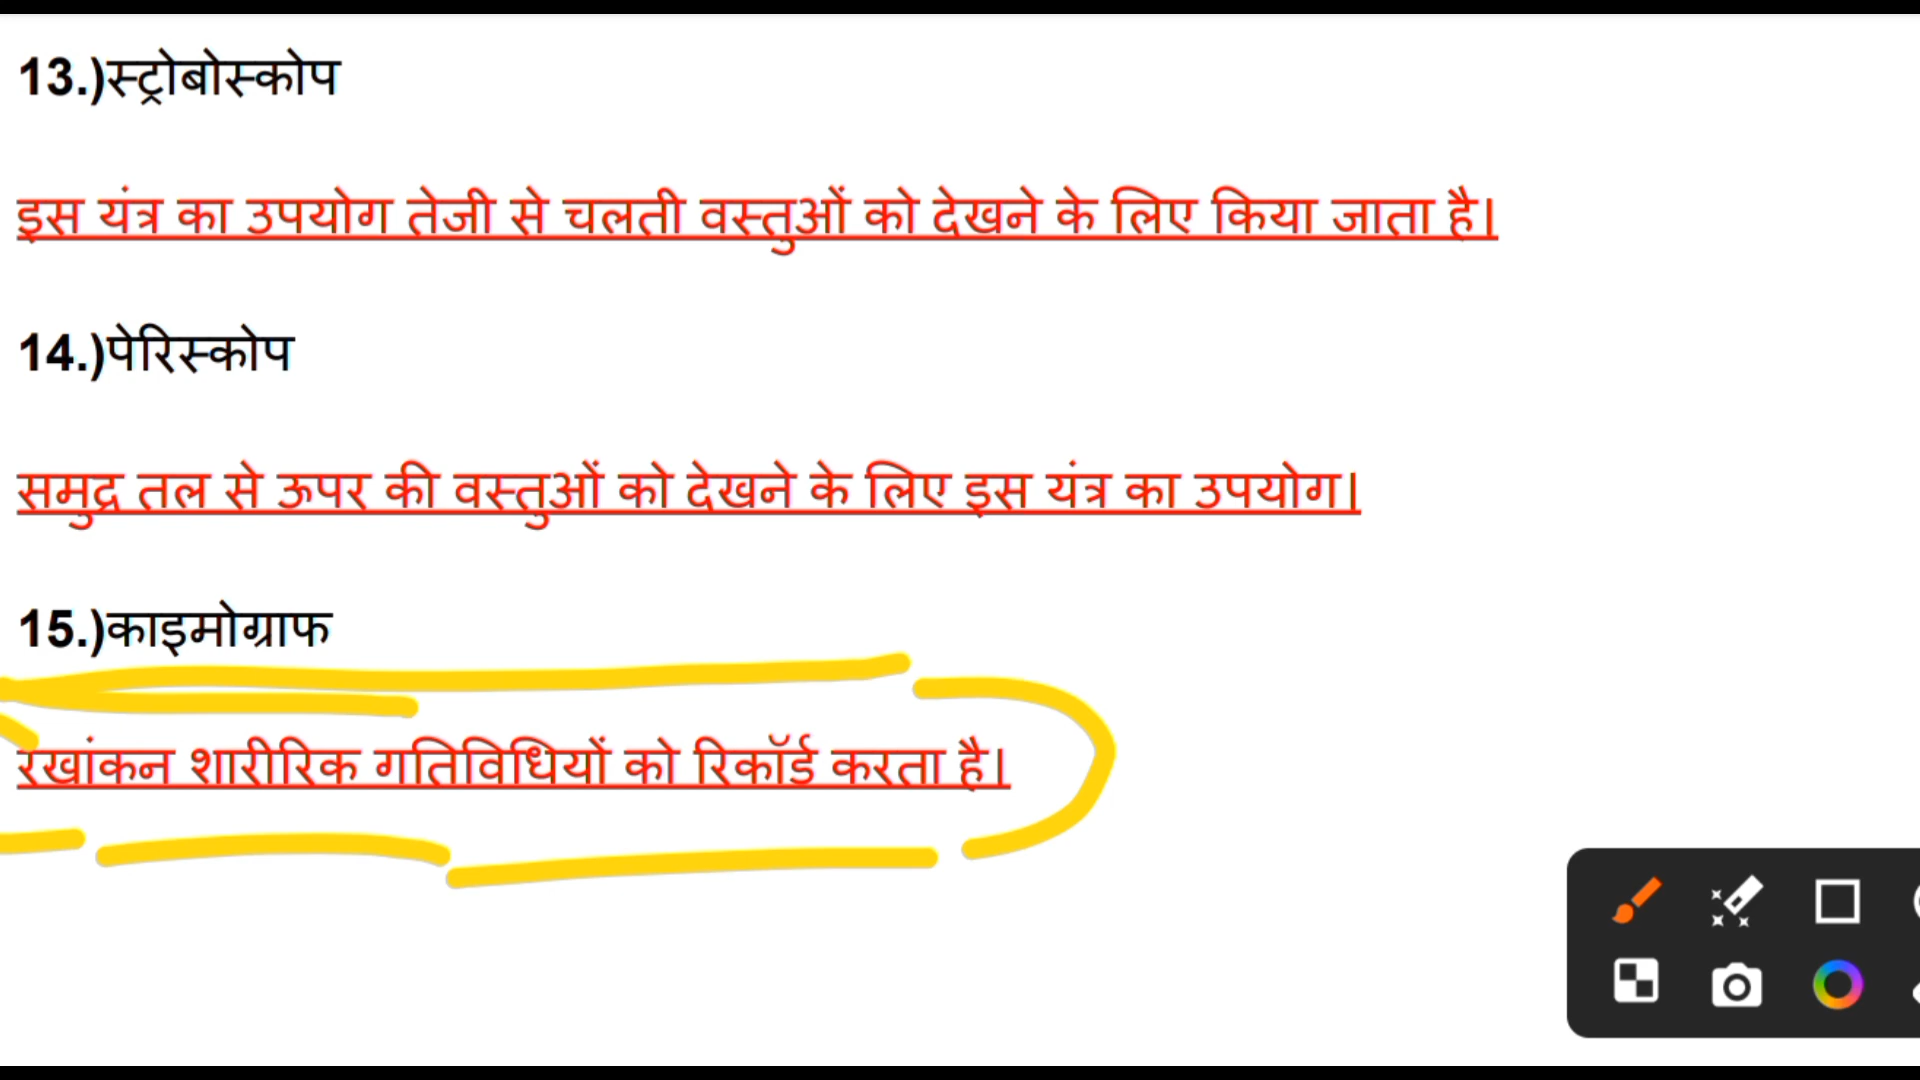 13.)स्ट्रोबोस्कोप
इस यंत्र का उपयोग तेजी से चलती वस्तुओं को देखने के लिए किया जाता है।
14.)पेरिस्कोप
समुद्र तल से ऊपर की वस्तुओं को देखने के लिए इस यंत्र का उपयोग।
15.)काइमोग्राफ
रेखांकन शारीरिक गतिविधियों को रिकॉर्ड करता है।